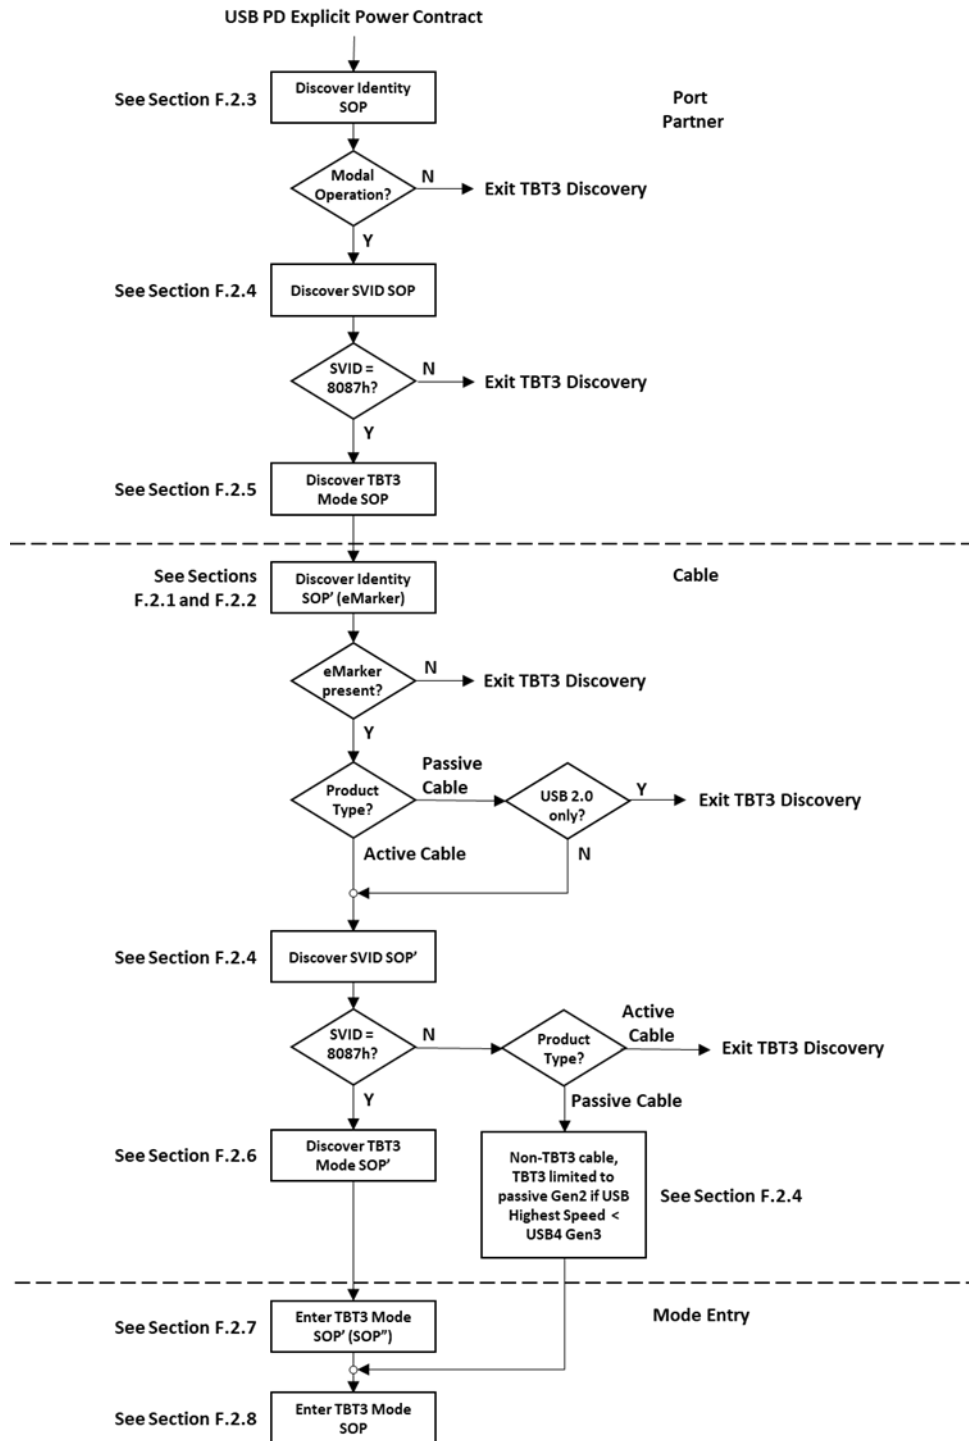 USB PD Explicit Power Contract
See Section F.2.3
Discover Identity
SOP
Port
Partner
Modal
Operation?
N
Exit TBT3 Discovery
Y
See Section F.2.4
Discover SVID SOP
SVID =
8087h?
N
Exit TBT3 Discovery
Y
See Section F.2.5
Discover TBT3
Mode SOP
See Sections
F.2.1 and F.2.2
Discover Identity
SOP' (eMarker)
Cable
eMarker
present?
N
Exit TBT3 Discovery
Y
Product
Type?
Passive
Cable
USB 2.0
only?
Y
Exit TBT3 Discovery
Active Cable
N
See Section F.2.4
Discover SVID SOP'
SVID =
8087h?
N
Product
Type?
Active
Cable
Exit TBT3 Discovery
Y
Passive Cable
See Section F.2.6
Discover TBT3
Mode SOP'
Non-TBT3 cable,
TBT3 limited to
passive Gen2 if USB
Highest Speed <
USB4 Gen3
See Section F.2.4
Mode Entry
See Section F.2.7
Enter TBT3 Mode
SOP' (SOP")
See Section F.2.8
Enter TBT3 Mode
SOP